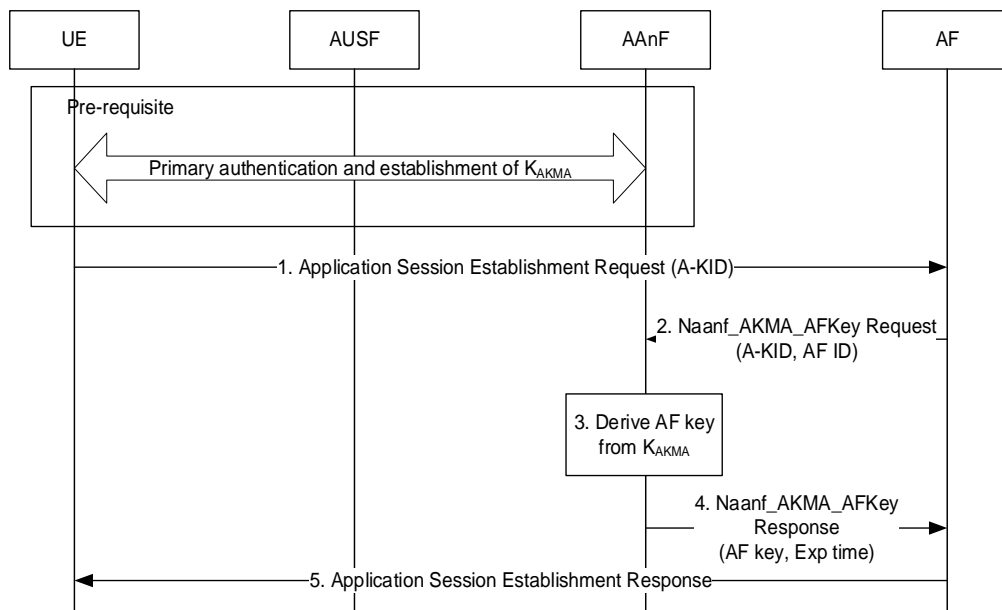 UE
AUSF
AAnF
AF
Pre-requisite
Primary authentication and establishment of KAKMA
1. Application Session Establishment Request (A-KID)
2. Naanf_AKMA_AFKey Request
(A-KID, AF ID)
3. Derive AF key
from KAKMA
4. Naanf_AKMA_AFKey
Response
(AF key, Exp time)
5. Application Session Establishment Response